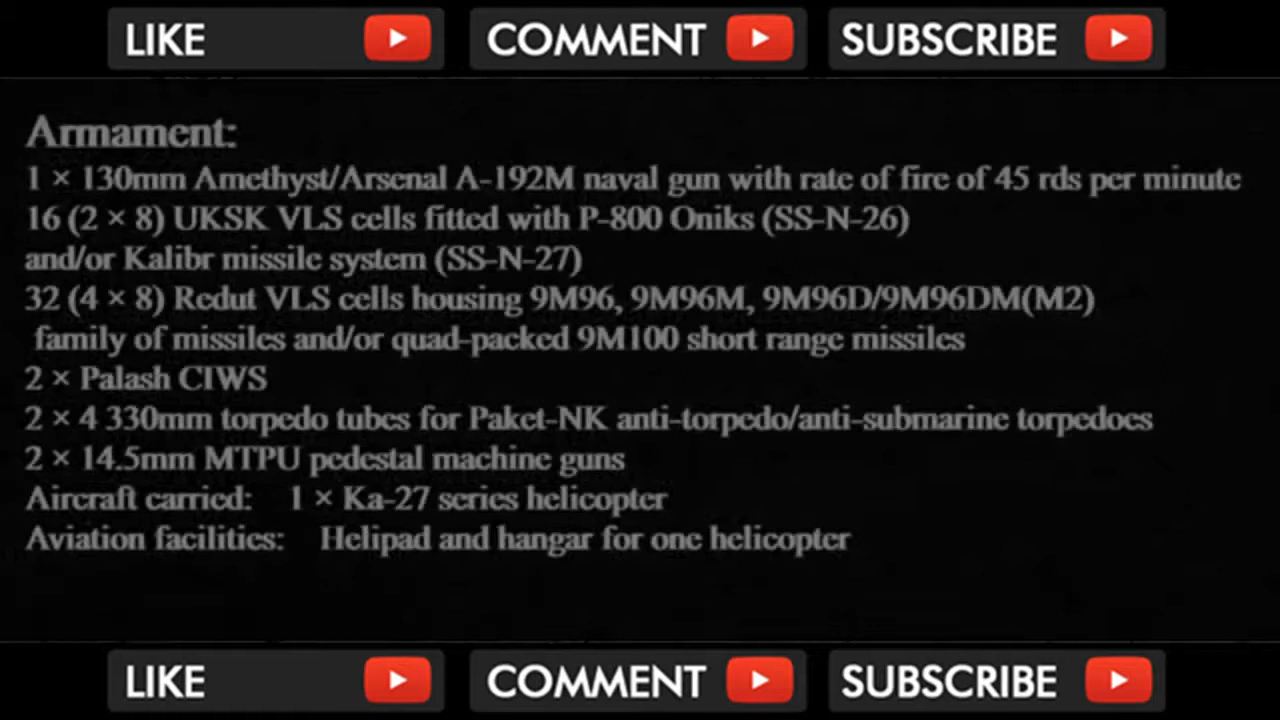 LIKE COMMENT SUBSCRIBE
Armament:
1 × 130mm Amethyst/Arsenal A-192M naval gun with rate of fire of 45 rds per minute
16 (2 × 8) UKSK VLS cells fitted with P-800 Oniks (SS-N-26)
and/or Kalibr missile system (SS-N-27)
32 (4 × 8) Redut VLS cells housing 9M96, 9M96M, 9M96D/9M96DM(M2)
family of missiles and/or quad-packed 9M100 short range missiles
2 × Palash CIWS
2 × 4 330mm torpedo tubes for Paket-NK anti-torpedo/anti-submarine torpedoes
2 × 14.5mm MTPU pedestal machine guns
Aircraft carried: 1 × Ka-27 series helicopter
Aviation facilities: Helipad and hangar for one helicopter
LIKE COMMENT SUBSCRIBE